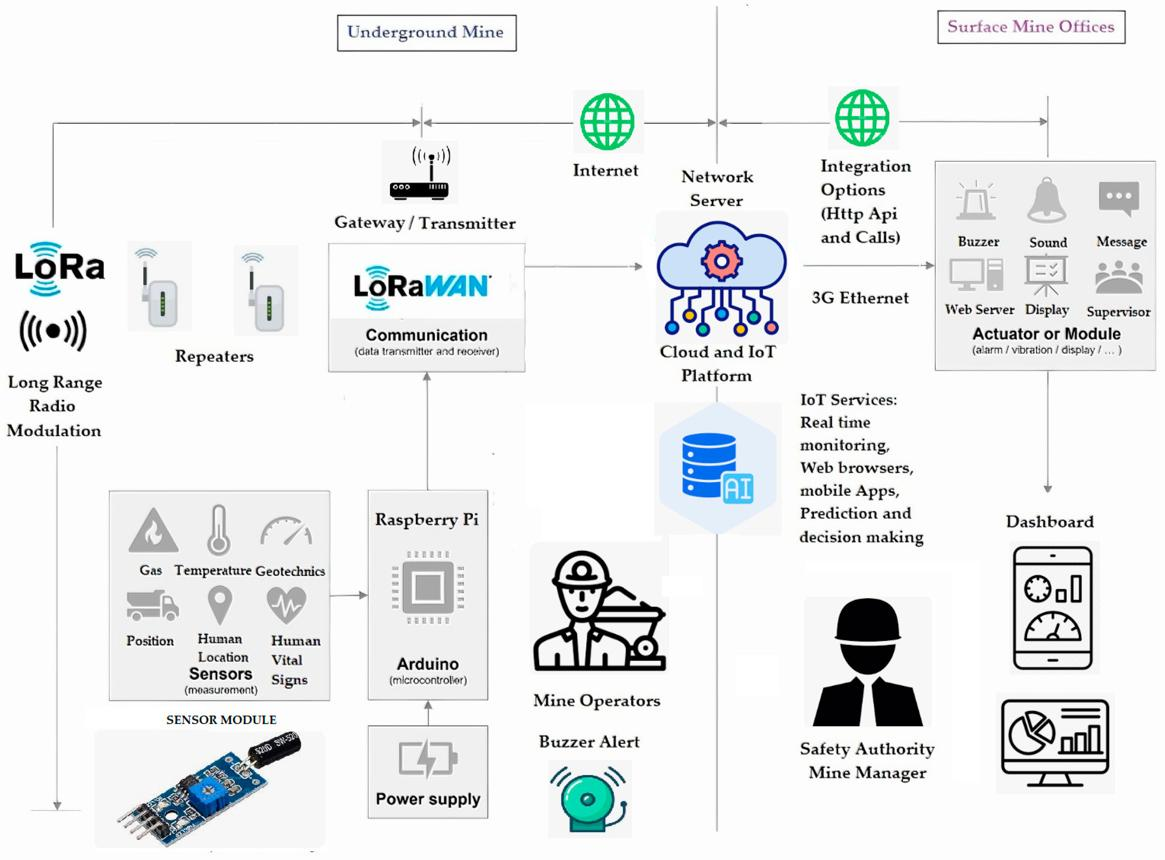 Underground Mine
Surface Mine Offices
Internet
Network
Server
Integration
Options
(Http Api
and Calls)
Gateway / Transmitter
LoRa
LoRaWAN
Communication
(data transmitter and receiver)
Repeaters
Long Range
Radio
Modulation
3G Ethernet
Cloud and IoT
Platform
Buzzer
Sound
Message
Web Server
Display
Supervisor
Actuator or Module
(alarm / vibration / display / ... )
IoT Services:
Real time
monitoring,
Web browsers,
mobile Apps,
Prediction and
decision making
AI
Dashboard
Gas
Temperature
Geotechnics
Position
Human
Location
Human
Vital
Signs
Sensors
(measurement)
SENSOR MODULE
Raspberry Pi
Arduino
(microcontroller)
Power supply
Mine Operators
Buzzer Alert
Safety Authority
Mine Manager